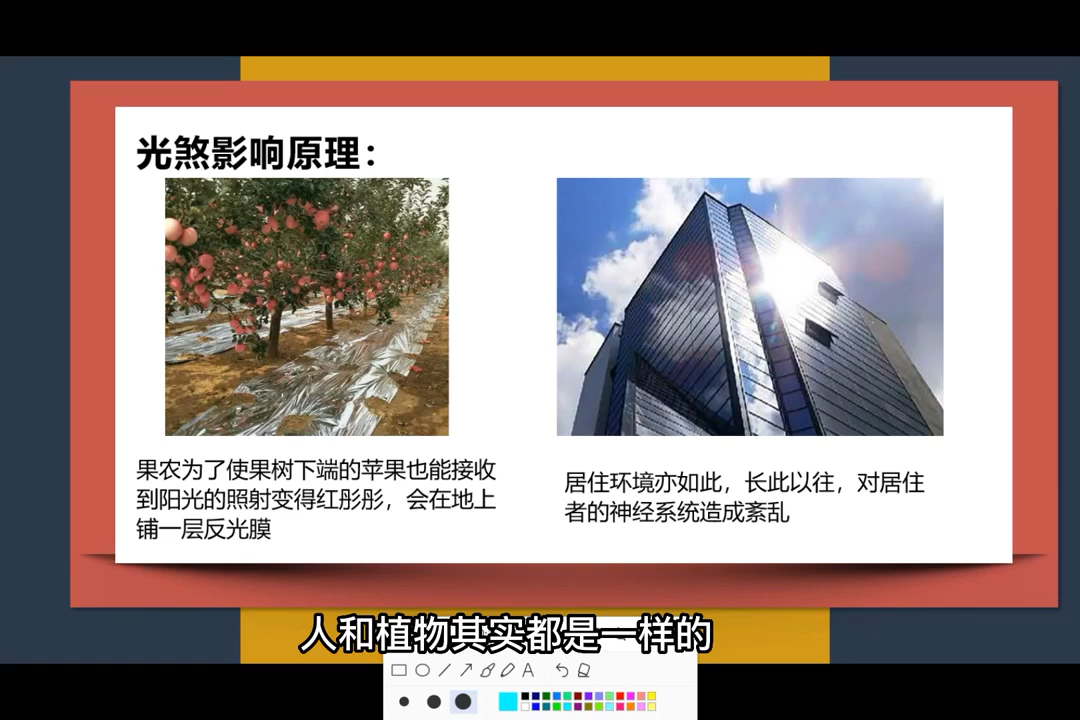 光煞影响原理：
果农为了使果树下端的苹果也能接收
到阳光的照射变得红彤彤，会在地上
铺一层反光膜
居住环境亦如此，长此以往，对居住
者的神经系统造成紊乱
人和植物其实都是一样的
A